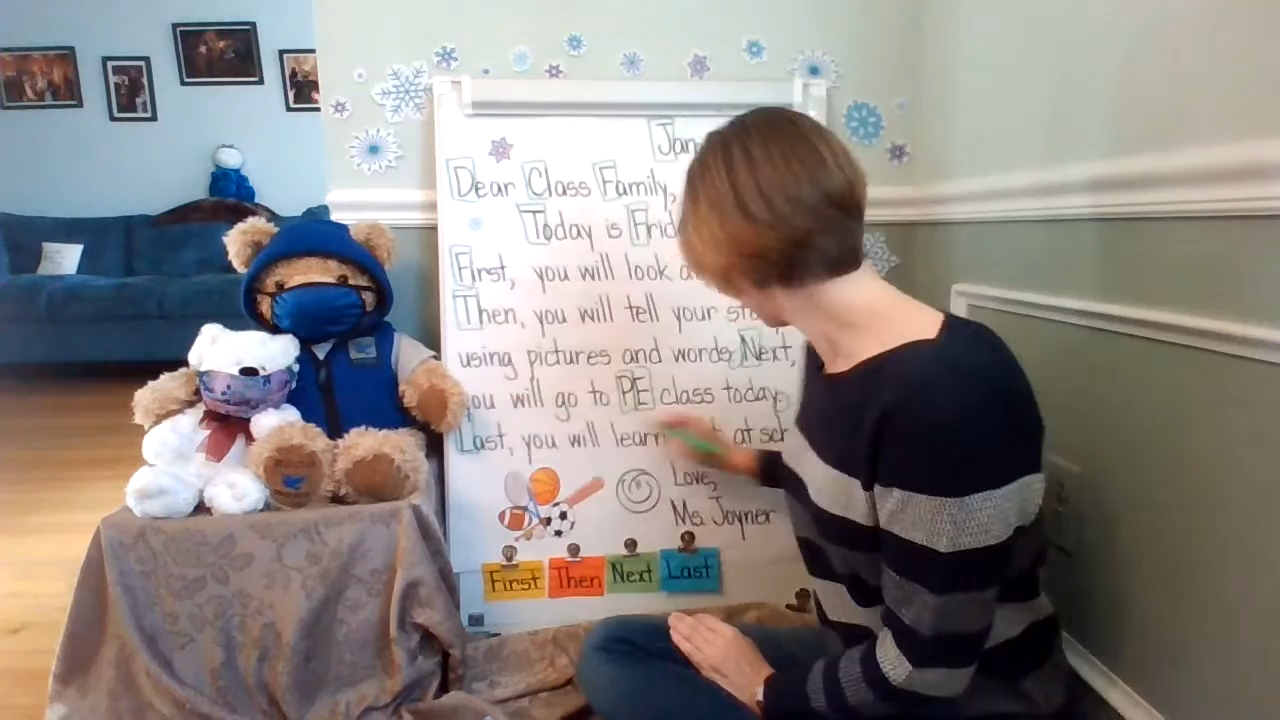 Dear Class Family,
Today is
First, you will look
Then, you will tell your
using pictures and words. Next,
you will go to PE class today.
Last, you will learn at
Love,
Ms. Joyner
First Then Next Last